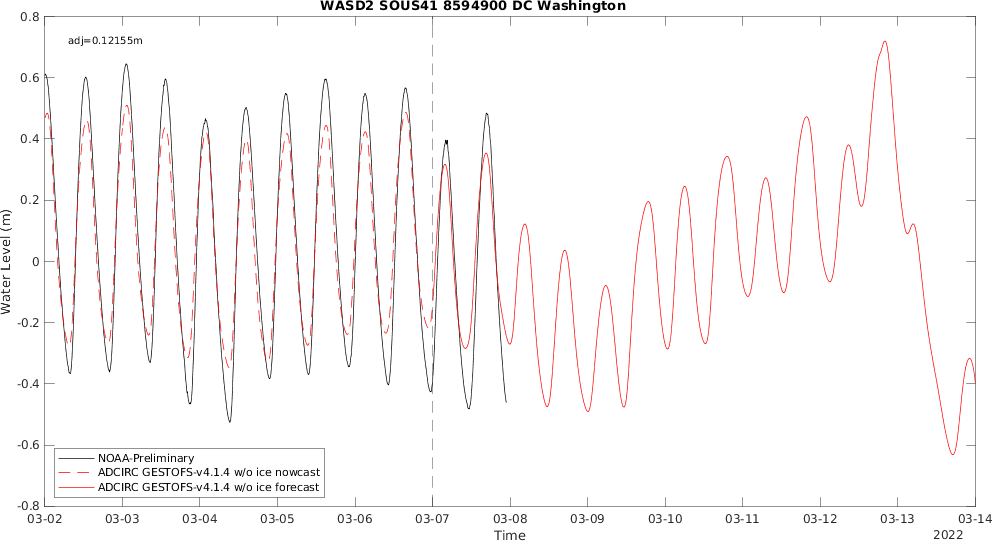 WASD2 SOUS41 8594900 DC Washington
adj=0.12155m
0.8
0.6
0.4
0.2
0
-0.2
-0.4
-0.6
-0.8
Water Level (m)
NOAA-Preliminary
ADCIRC GESTOFS-v4.1.4 w/o ice nowcast
ADCIRC GESTOFS-v4.1.4 w/o ice forecast
03-02 03-03 03-04 03-05 03-06 03-07 03-08 03-09 03-10 03-11 03-12 03-13 03-14
Time
2022